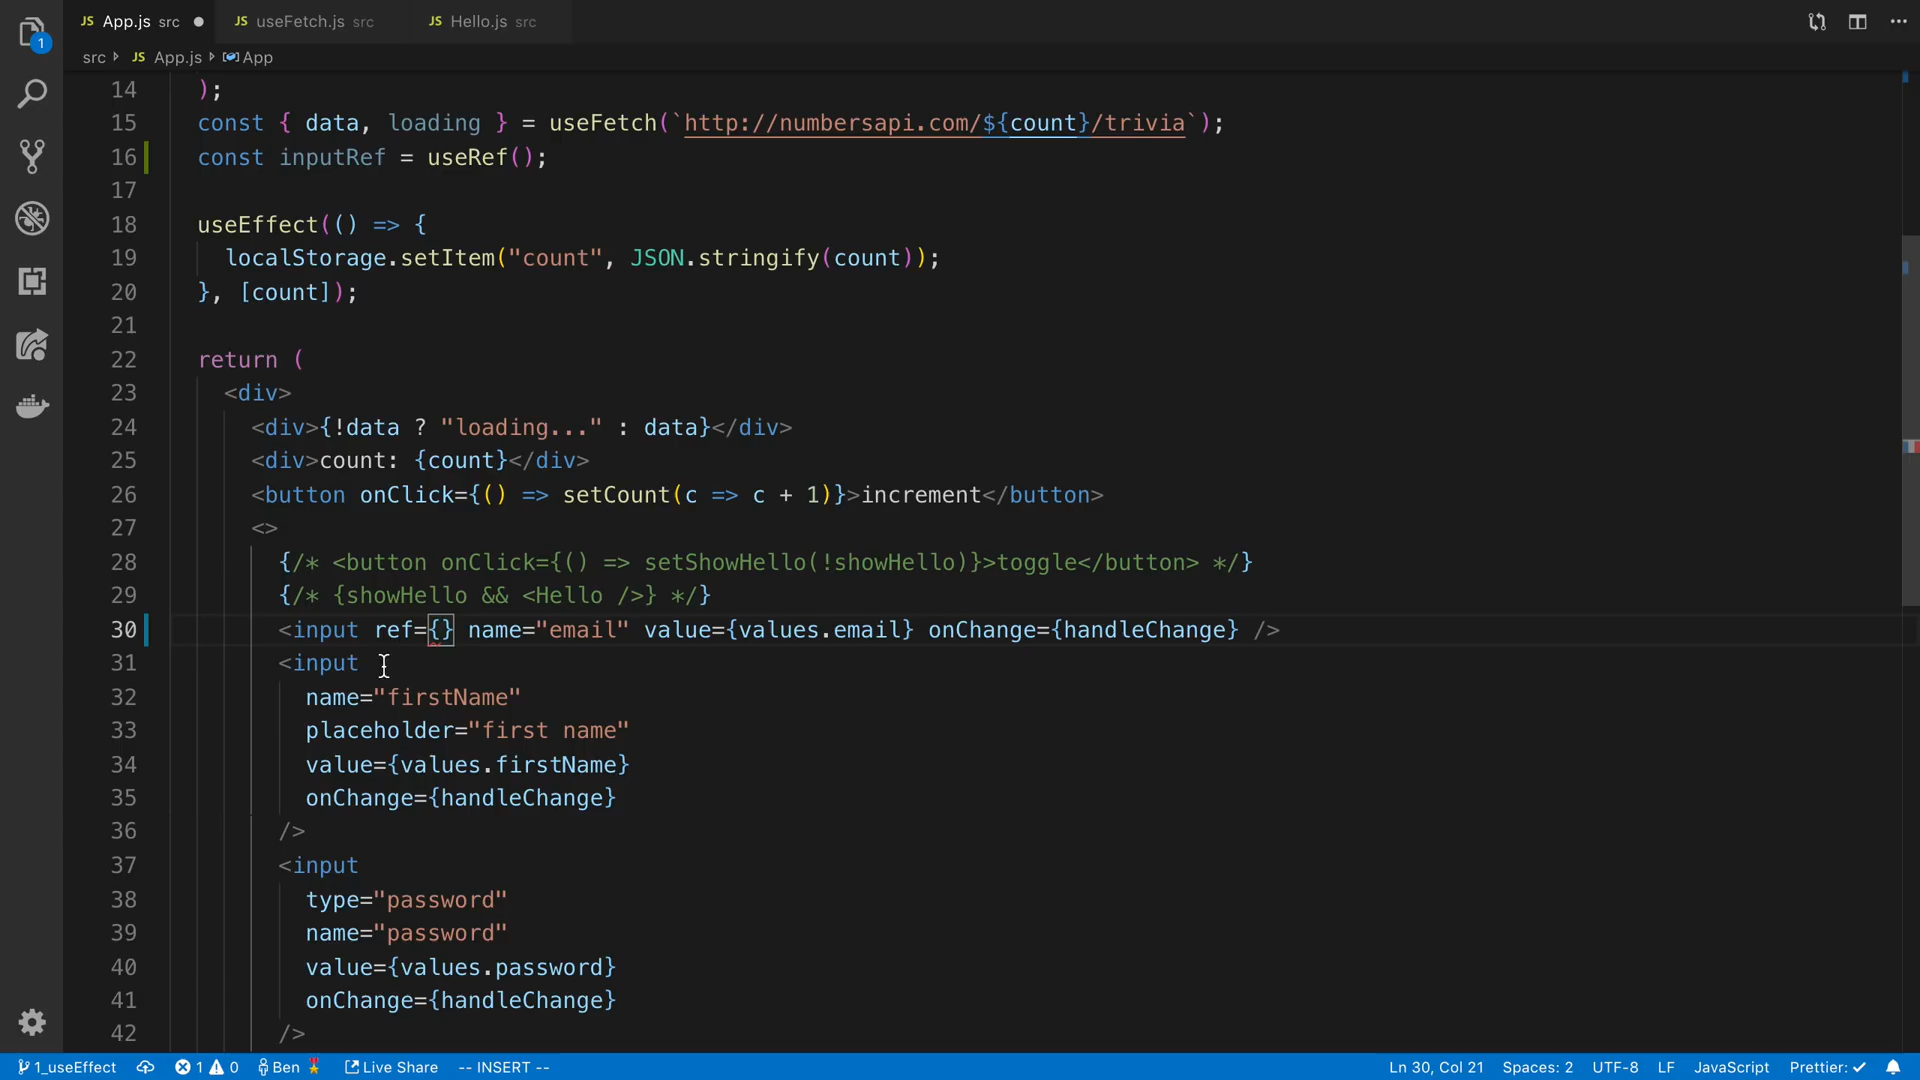 JS App.js src ● JS useFetch.js src JS Hello.js src
1
src JS App.js App
14 );
15 const { data, loading } = useFetch(`http://numbersapi.com/${count}/trivia`);
16 const inputRef = useRef();
17
18 useEffect(() => {
19 localStorage.setItem("count", JSON.stringify(count));
20 }, [count]);
21
22 return (
23 <div>
24 <div>{!data ? "loading..." : data}</div>
25 <div>count: {count}</div>
26 <button onClick={() => setCount(c => c + 1)}>increment</button>
27 <>
28 {/* <button onClick={() => setShowHello(!showHello)}>toggle</button> */}
29 {/* {showHello && <Hello />} */}
30 <input ref={} name="email" value={values.email} onChange={handleChange} />
31 <input
32 name="firstName"
33 placeholder="first name"
34 value={values.firstName}
35 onChange={handleChange}
36 />
37 <input
38 type="password"
39 name="password"
40 value={values.password}
41 onChange={handleChange}
42 />
1_useEffect 1 0 Ben Live Share -- INSERT -- Ln 30, Col 21 Spaces: 2 UTF-8 LF JavaScript Prettier: ✓